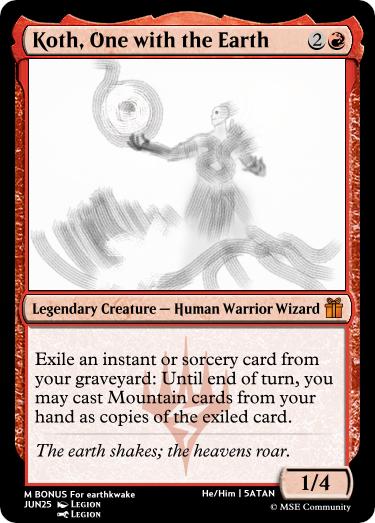 Koth, One with the Earth 2
Legendary Creature — Human Warrior Wizard
Exile an instant or sorcery card from
your graveyard: Until end of turn, you
may cast Mountain cards from your
hand as copies of the exiled card.
The earth shakes; the heavens roar.
1/4
M BONUS For earthkwake
He/Him | 5ATAN
JUN25 Legion
Legion
© MSE Community